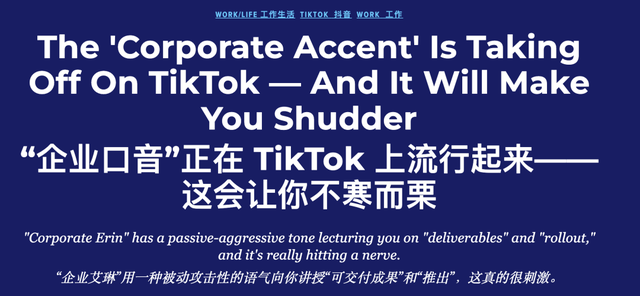 WORK/LIFE 工作生活 TIKTOK 抖音 WORK 工作
The 'Corporate Accent' Is Taking
Off On TikTok — And It Will Make
You Shudder
“企业口音”正在 TikTok 上流行起来——
这会让你不寒而栗
"Corporate Erin" has a passive-aggressive tone lecturing you on "deliverables" and "rollout,"
and it's really hitting a nerve.
“企业艾琳”用一种被动攻击性的语气向你讲授“可交付成果”和“推出”，这真的很刺激。